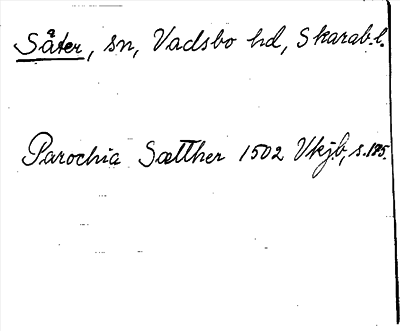 Såter, sn, Vadsbo hd, Skarab.l.
Parochia Sætther 1502 Vkjb, s.185.